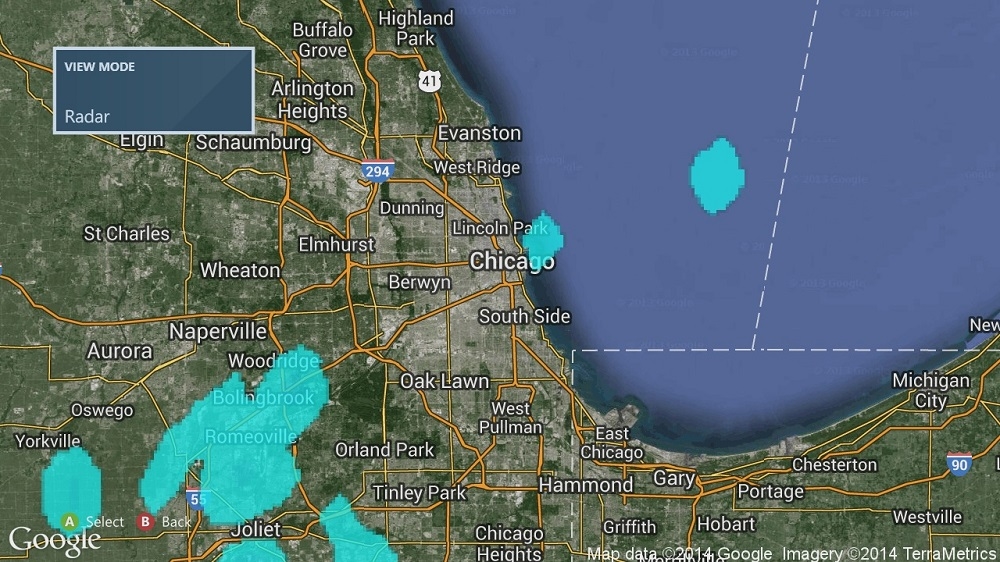 Highland
Park
Buffalo
Grove
VIEW MODE
Radar
41
Arlington
Heights
Evanston
Elgin
Schaumburg
West Ridge
294
Dunning
St Charles
Lincoln Park
Elmhurst
Chicago
Wheaton
Berwyn
South Side
Naperville
New
Aurora
Woodridge
Oak Lawn
Michigan
City
Bolingbrook
Oswego
West
Pullman
Yorkville
Romeoville
East
Chicago
Orland Park
Chesterton
90
Tinley Park
Hammond
Gary
Portage
55
A Select B Back
Joliet
Westville
Griffith
Hobart
Google
Chicago
Heights
Map data ©2014 Google Imagery ©2014 TerraMetrics